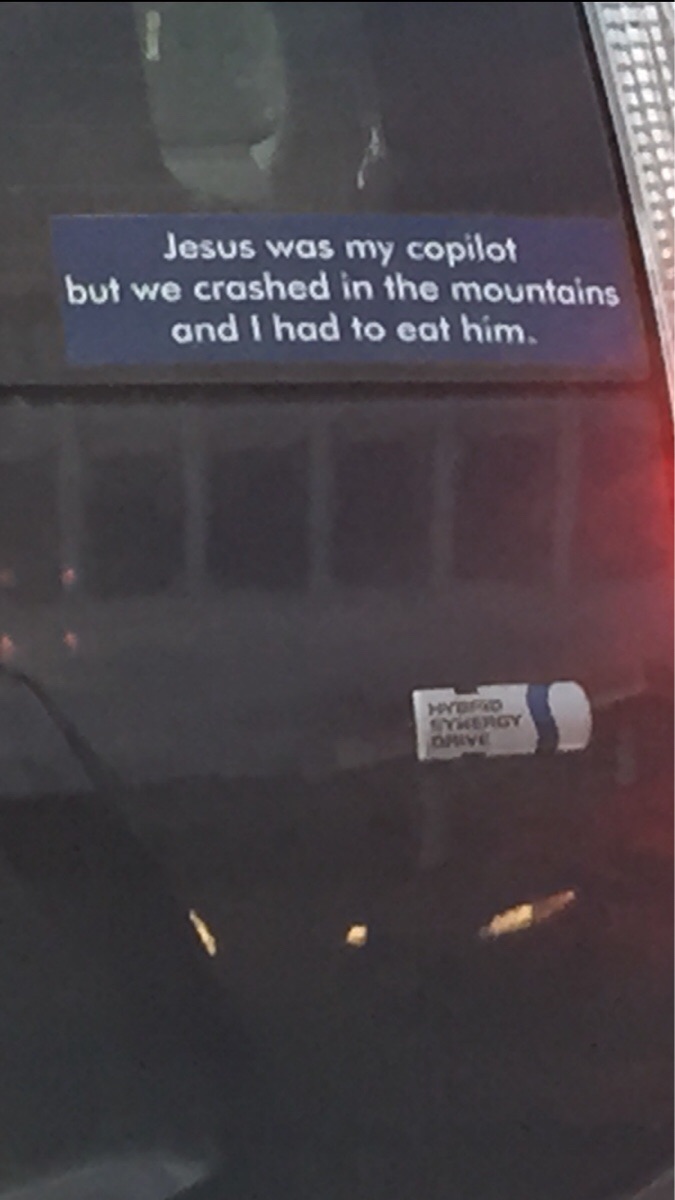 Jesus was my copilot
but we crashed in the mountains
and I had to eat him.
HYBRID
SYNERGY
DRIVE